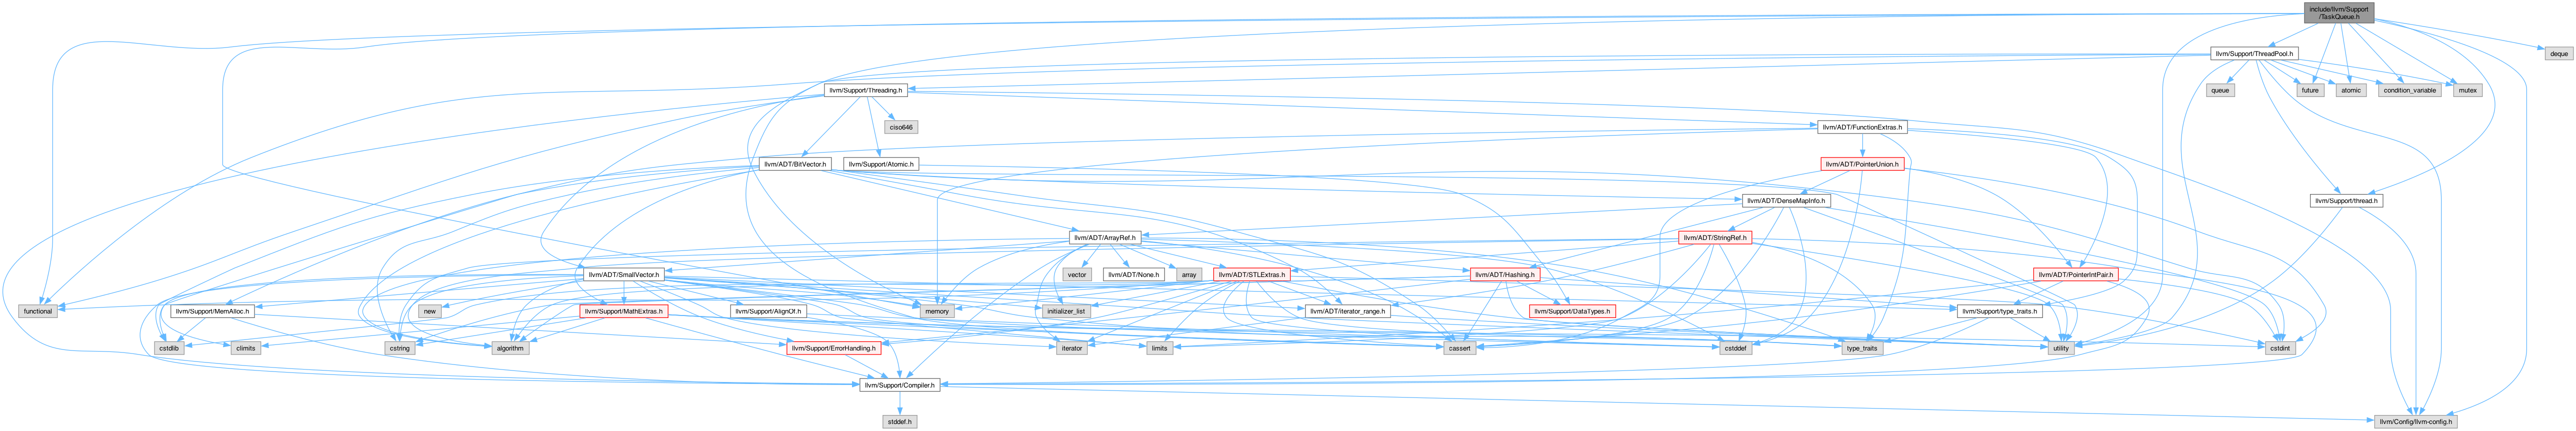 include/llvm/Support
/TaskQueue.h
llvm/Support/ThreadPool.h
deque
llvm/Support/Threading.h
queue
future
atomic
condition_variable
mutex
ciso646
llvm/ADT/FunctionExtras.h
llvm/ADT/BitVector.h
llvm/Support/Atomic.h
llvm/ADT/PointerUnion.h
llvm/ADT/DenseMapInfo.h
llvm/Support/thread.h
llvm/ADT/ArrayRef.h
llvm/ADT/StringRef.h
llvm/ADT/SmallVector.h
vector
llvm/ADT/None.h
array
llvm/ADT/STLExtras.h
llvm/ADT/Hashing.h
llvm/ADT/PointerIntPair.h
functional
llvm/Support/MemAlloc.h
new
llvm/Support/MathExtras.h
llvm/Support/AlignOf.h
memory
initializer_list
llvm/ADT/iterator_range.h
llvm/Support/DataTypes.h
llvm/Support/type_traits.h
cstdlib
climits
cstring
algorithm
llvm/Support/ErrorHandling.h
iterator
limits
cassert
cstddef
type_traits
utility
cstdint
llvm/Support/Compiler.h
stddef.h
llvm/Config/llvm-config.h